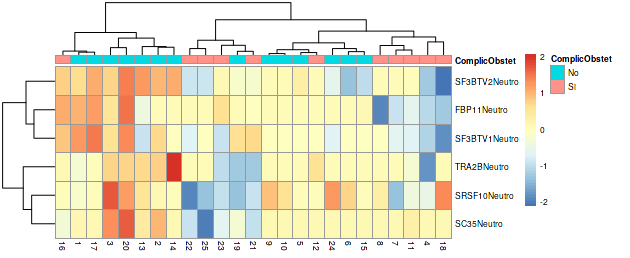 ComplicObstet
SF3BTV2Neutro
FBP11Neutro
SF3BTV1Neutro
TRA2BNeutro
SRSF10Neutro
SC35Neutro
16 1 17 3 20 13 2 14 22 25 23 19 21 9 10 5 12 24 6 15 8 7 11 4 18
2
1
0
-1
-2
ComplicObstet
No
SI